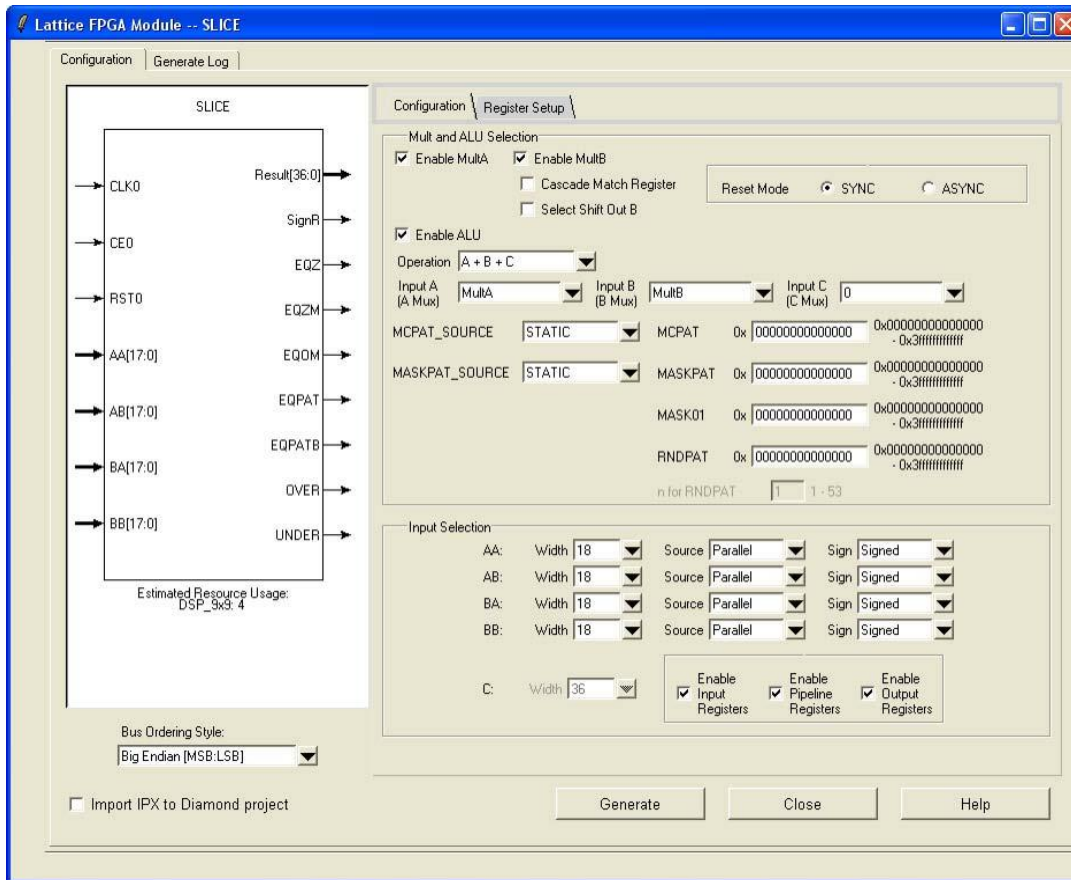 Lattice FPGA Module -- SLICE
Configuration Generate Log
SLICE
CLK0
CE0
RST0
AA[17:0]
AB[17:0]
BA[17:0]
BB[17:0]
Result[36:0]
SignR
EQZ
EQZM
EQOM
EQPAT
EQPATB
OVER
UNDER
Estimated Resource Usage:
DSP_9x9: 4
Bus Ordering Style:
Big Endian [MSB:LSB]
Import IPX to Diamond project
Configuration Register Setup
Mult and ALU Selection
Enable MultA Enable MultB
Cascade Match Register
Select Shift Out B
Reset Mode SYNC ASYNC
Enable ALU
Operation A + B + C
Input A (A Mux) MultA Input B (B Mux) MultB Input C (C Mux) 0
MCPAT_SOURCE STATIC MCPAT 0x 00000000000000 0x00000000000000
- 0x3fffffffffffff
MASKPAT_SOURCE STATIC MASKPAT 0x 00000000000000 0x00000000000000
- 0x3fffffffffffff
MASK01 0x 00000000000000 0x00000000000000
- 0x3fffffffffffff
RNDPAT 0x 00000000000000 0x00000000000000
- 0x3fffffffffffff
n for RNDPAT 1 1 - 53
Input Selection
AA: Width 18 Source Parallel Sign Signed
AB: Width 18 Source Parallel Sign Signed
BA: Width 18 Source Parallel Sign Signed
BB: Width 18 Source Parallel Sign Signed
C: Width 36
Enable Input Registers
Enable Pipeline Registers
Enable Output Registers
Generate Close Help